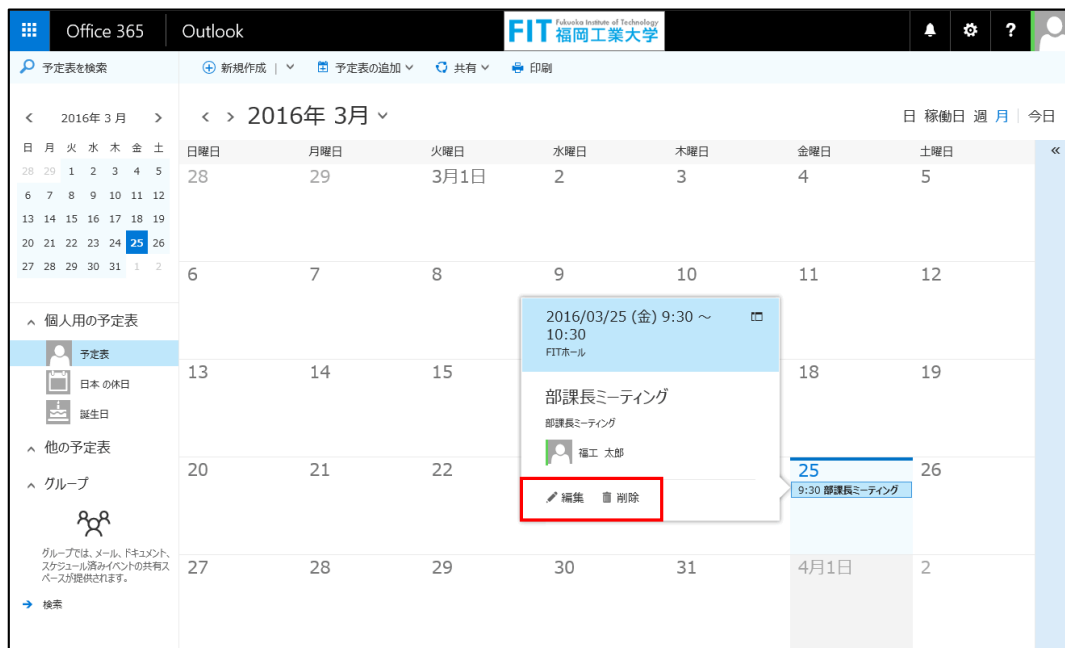 Office 365
Outlook
FIT Fukuoka Institute of Technology
福岡工業大学
?
予定表を検索
新規作成
予定表の追加
共有
印刷
2016年 3月
日 月 火 水 木 金 土
28 29 1 2 3 4 5
6 7 8 9 10 11 12
13 14 15 16 17 18 19
20 21 22 23 24 25 26
27 28 29 30 31 1 2
個人用の予定表
予定表
日本 の休日
誕生日
他の予定表
グループ
グループでは、メール、ドキュメント、
スケジュール済みイベントの共有ス
ペースが提供されます。
検索
2016年 3月
日 稼働日 週 月 今日
日曜日 月曜日 火曜日 水曜日 木曜日 金曜日 土曜日
28 29 3月1日 2 3 4 5
6 7 8 9 10 11 12
13 14 15 18 19
20 21 22 25 26
9:30 部課長ミーティング
27 28 29 30 31 4月1日 2
2016/03/25 (金) 9:30 ～
10:30
FITホール
部課長ミーティング
部課長ミーティング
福工 太郎
編集 削除